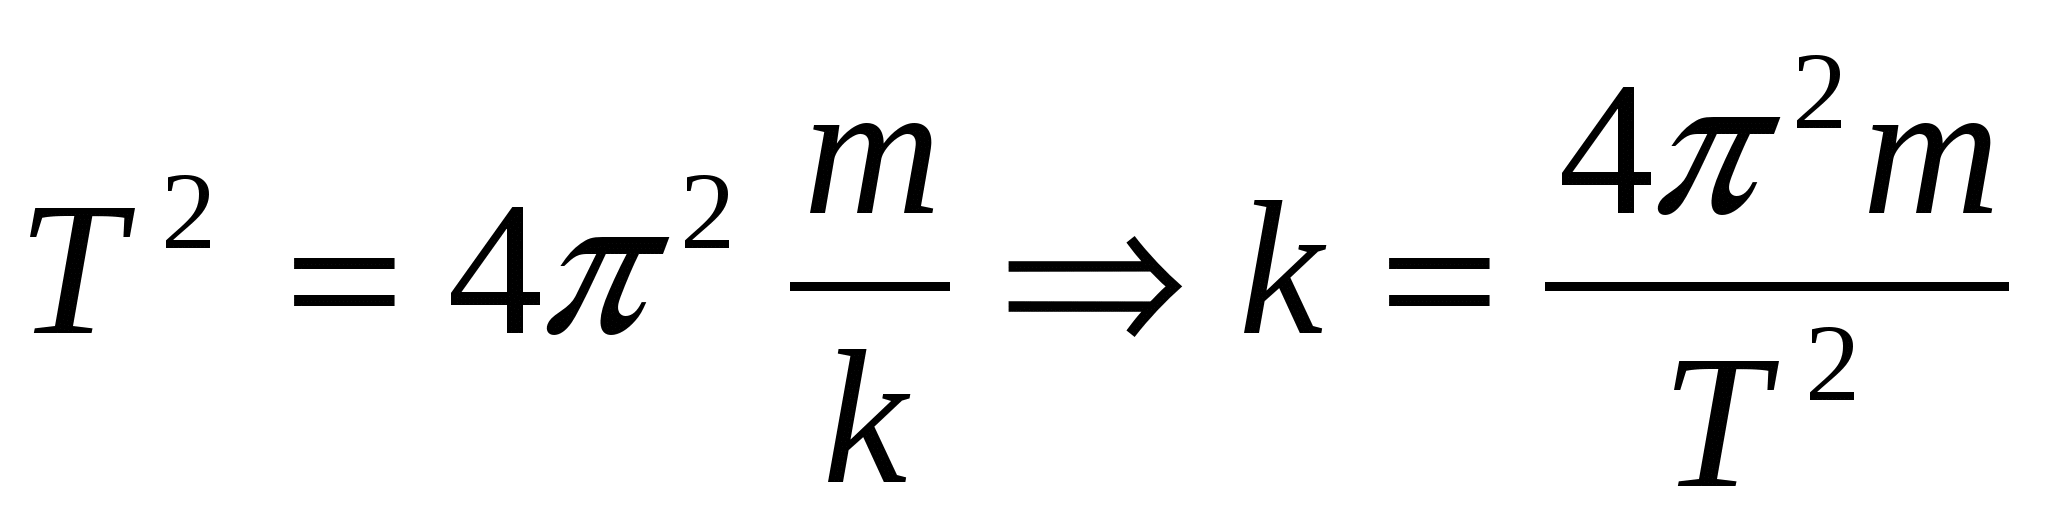 T² = 4π² m/k ⇒ k = 4π²m/T²